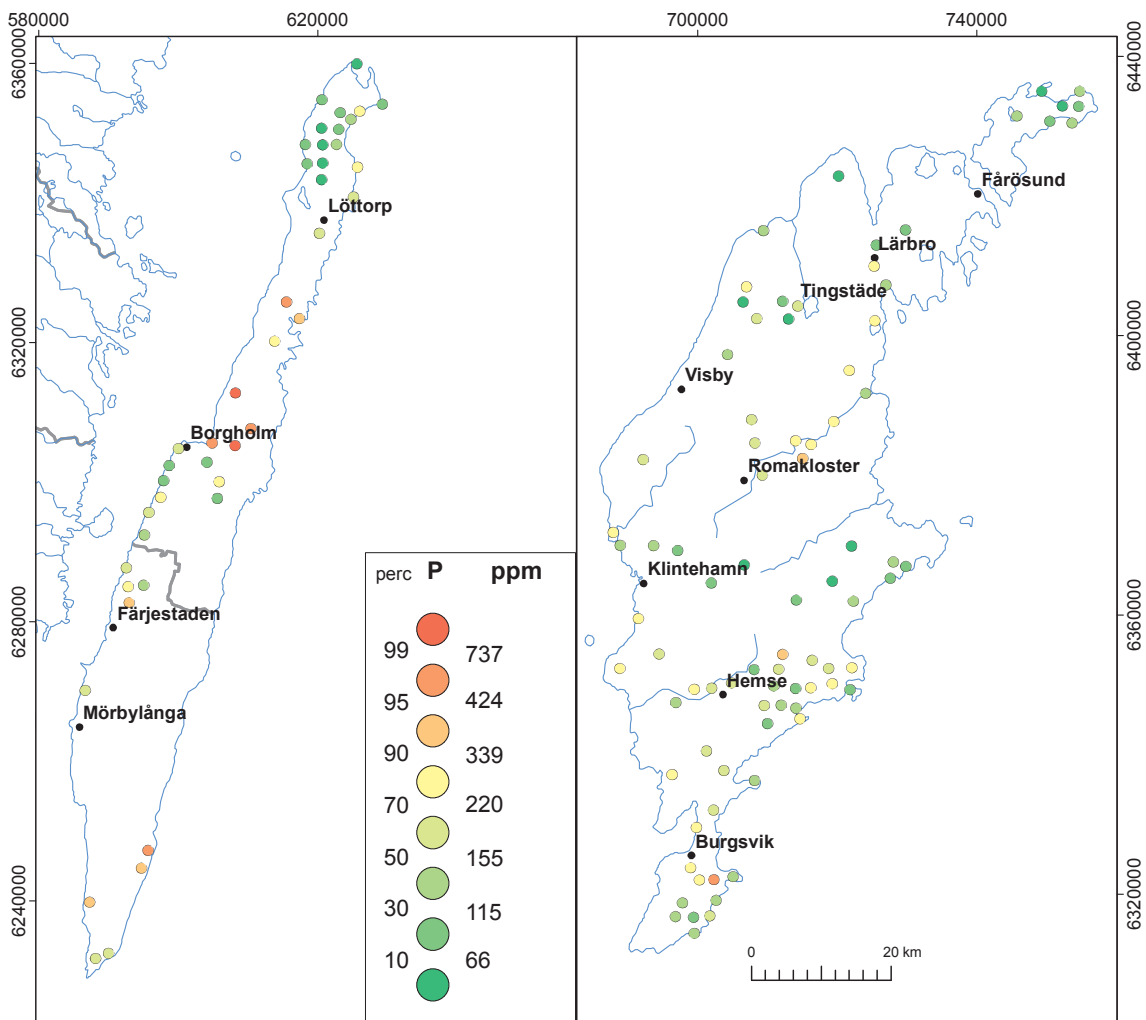 580000
620000
700000
740000
6360000
6320000
6280000
6240000
6440000
6400000
6360000
6320000
Löttorp
Borgholm
Färjestaden
Mörbylånga
Fårösund
Lärbro
Tingstäde
Visby
Romakloster
Klintehamn
Hemse
Burgsvik
perc P ppm
99 737
95 424
90 339
70 220
50 155
30 115
10 66
0 20 km